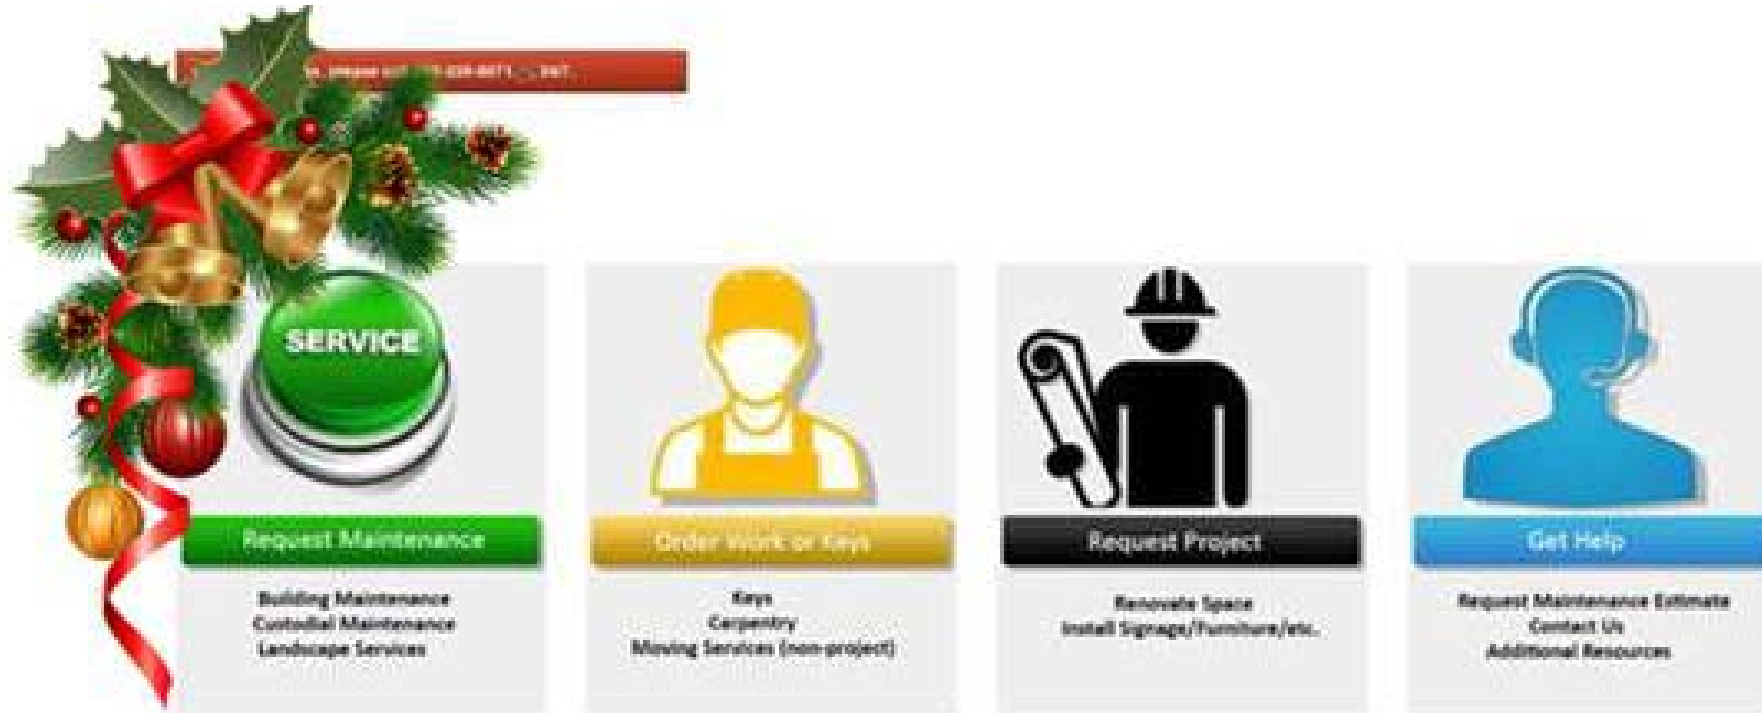 please
SERVICE
Request Maintenance
Building Maintenance
Custodial Maintenance
Landscape Services
Order Work or Keys
Keys
Carpentry
Moving Services (non-project)
Request Project
Renovate Space
Install Signage/Furniture/etc.
Get Help
Request Maintenance Estimate
Contact Us
Additional Resources